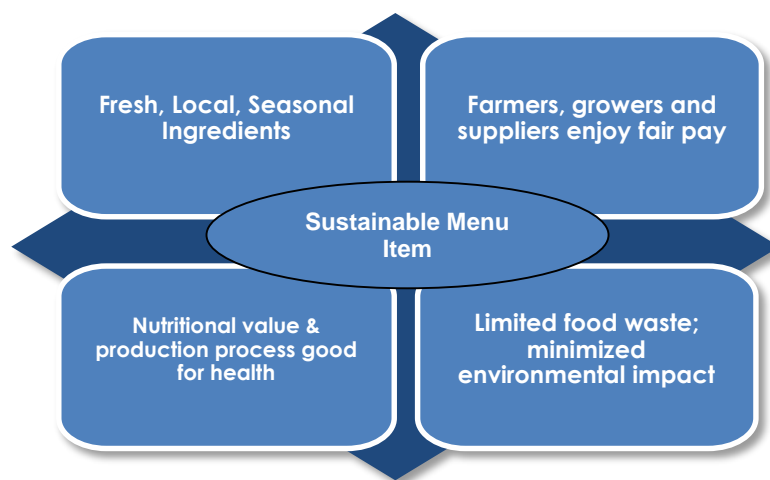 Fresh, Local, Seasonal
Ingredients
Farmers, growers and
suppliers enjoy fair pay
Sustainable Menu
Item
Nutritional value &
production process good
for health
Limited food waste;
minimized
environmental impact